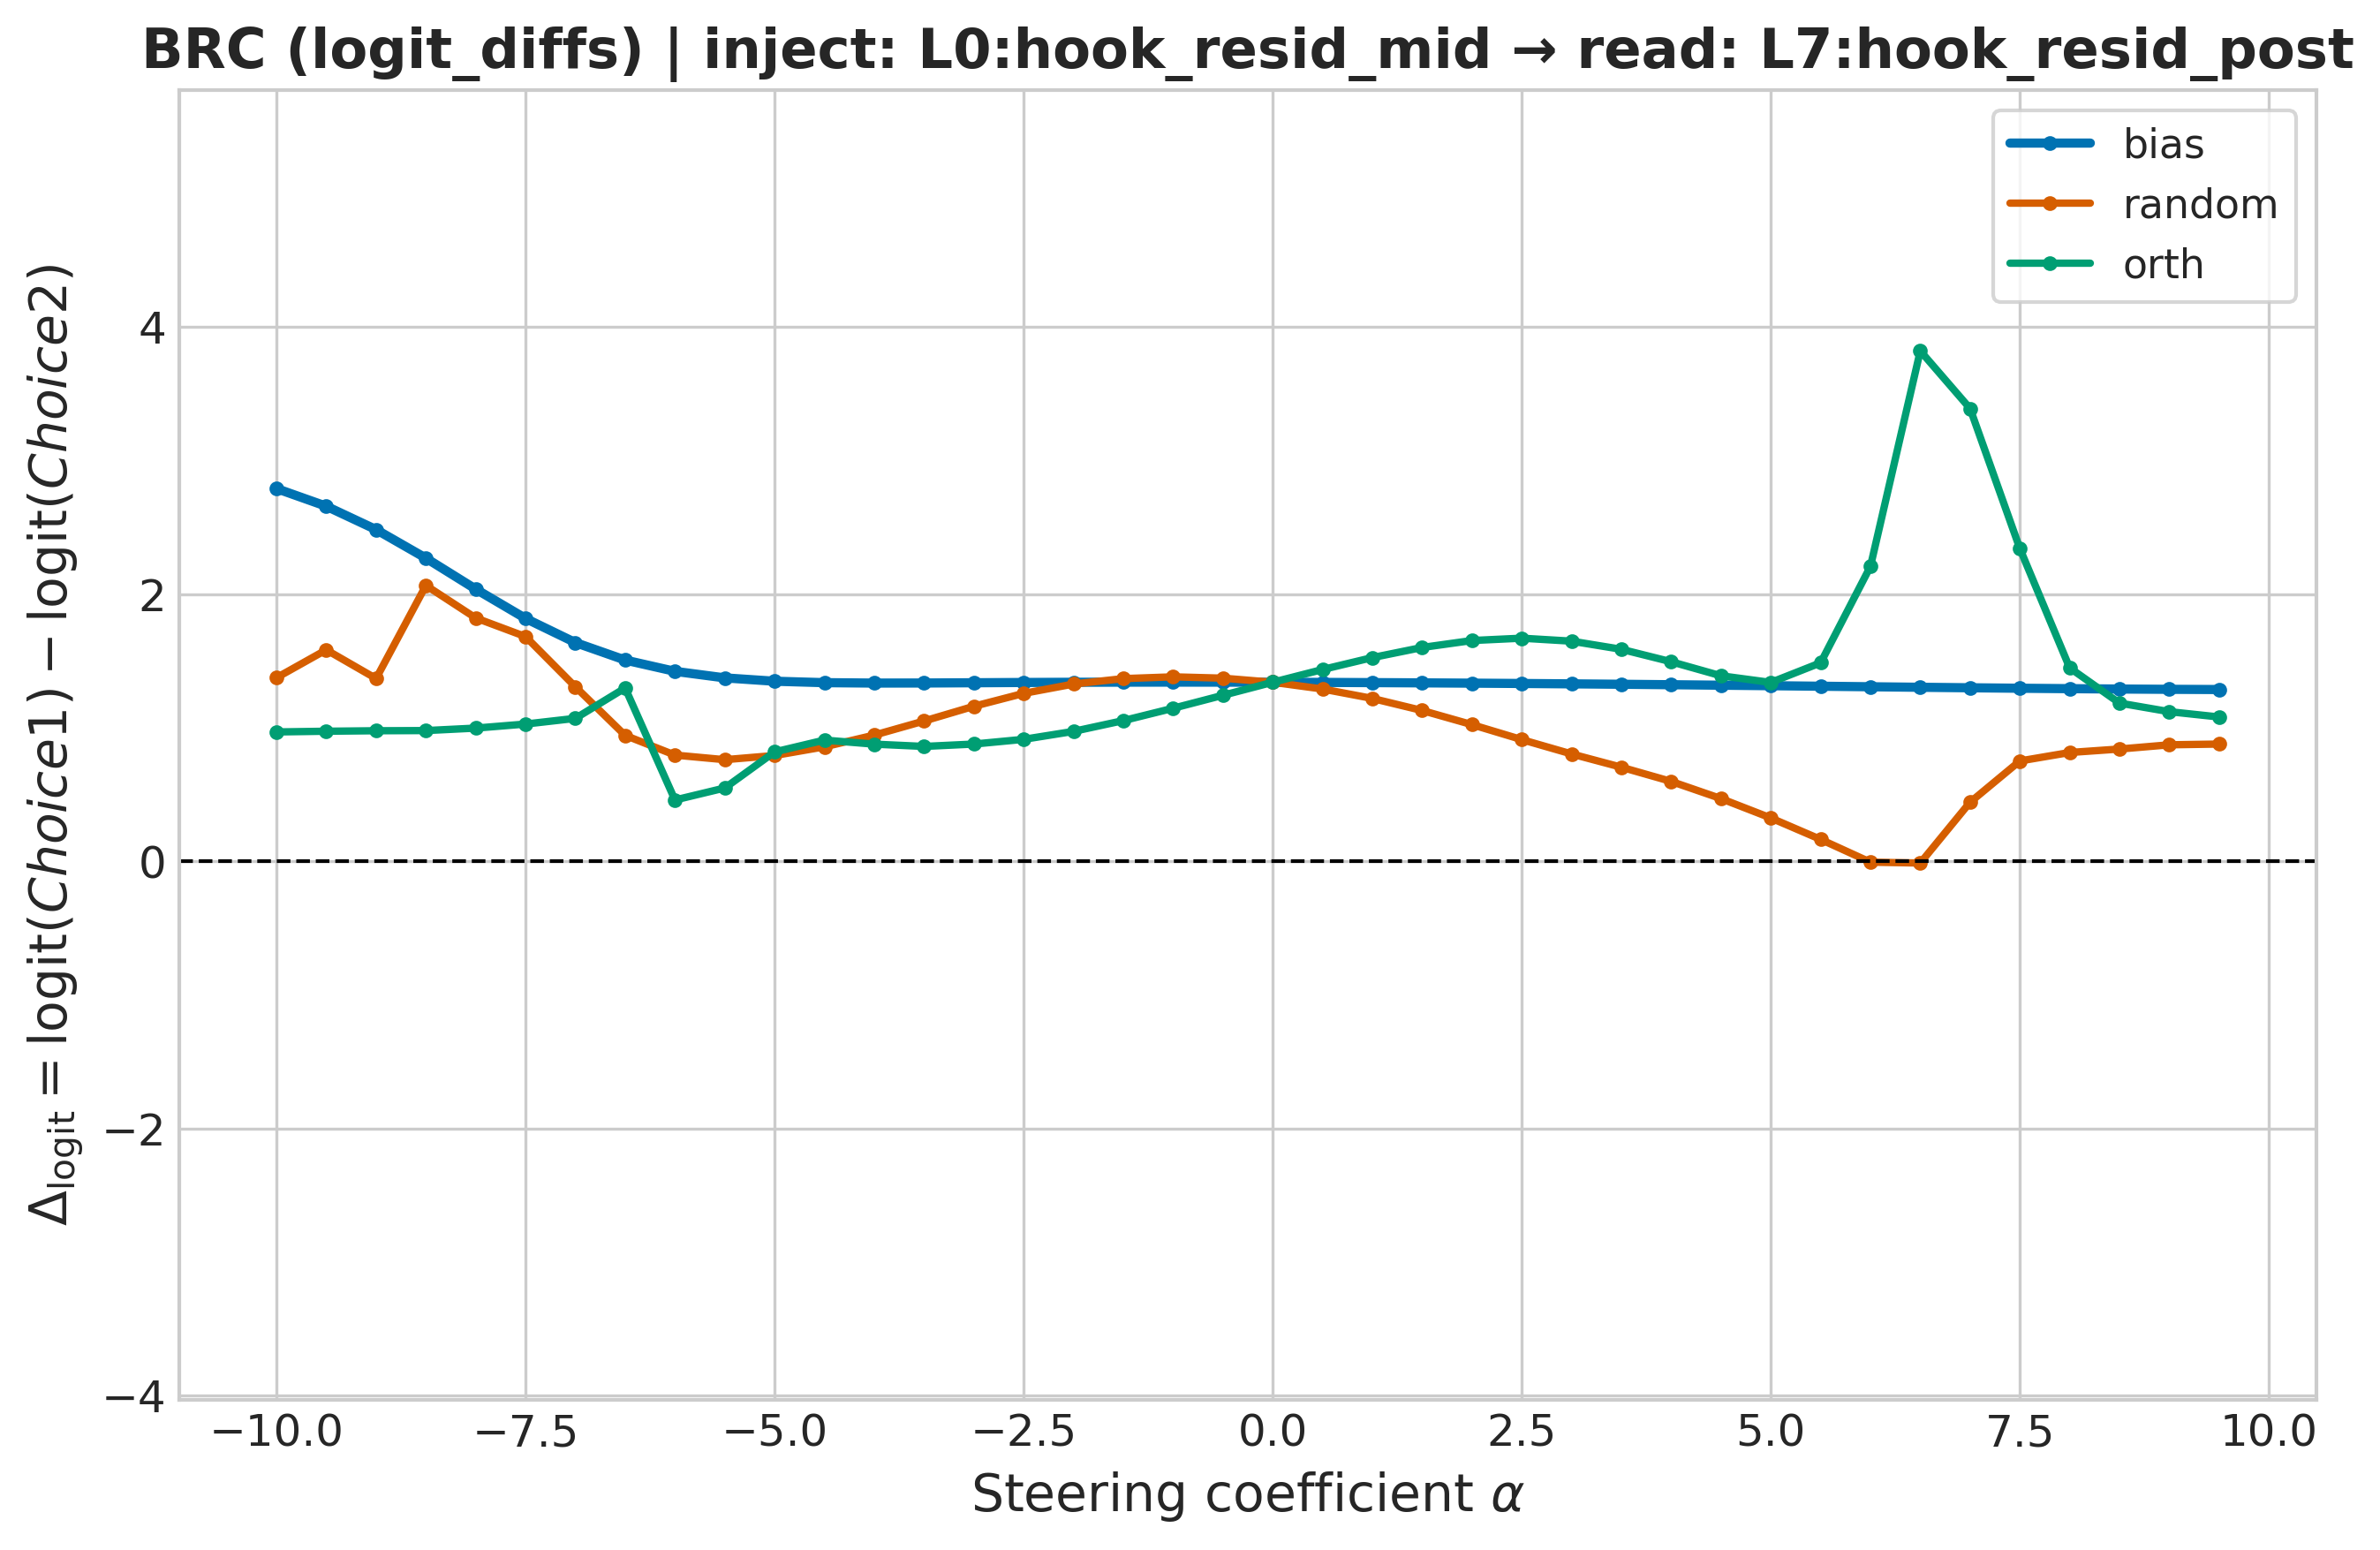 BRC (logit_diffs) | inject: L0:hook_resid_mid → read: L7:hook_resid_post
bias
random
orth
Δlogit = logit(Choice1) − logit(Choice2)
4
2
0
−2
−4
−10.0 −7.5 −5.0 −2.5 0.0 2.5 5.0 7.5 10.0
Steering coefficient α